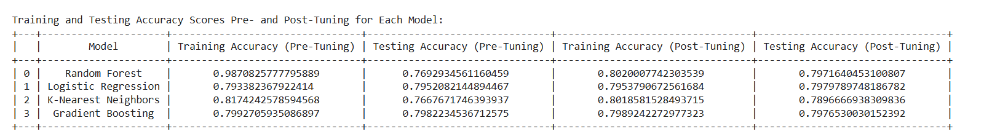 Training and Testing Accuracy Scores Pre- and Post-Tuning for Each Model:
+---+---------------------+-------------------------------+------------------------------+--------------------------------+-------------------------------+
|   |        Model        | Training Accuracy (Pre-Tuning) | Testing Accuracy (Pre-Tuning) | Training Accuracy (Post-Tuning) | Testing Accuracy (Post-Tuning) |
+---+---------------------+-------------------------------+------------------------------+--------------------------------+-------------------------------+
| 0 |    Random Forest    | 0.9870825777795889 | 0.7692934561160459 | 0.8020007742303539 | 0.7971640453100807 |
| 1 | Logistic Regression | 0.793382367922414 | 0.7952082144894467 | 0.7953790672561684 | 0.7979789748186782 |
| 2 | K-Nearest Neighbors | 0.8174242578594568 | 0.7667671746393937 | 0.8018581528493715 | 0.7896666938309836 |
| 3 |  Gradient Boosting  | 0.7992705935086897 | 0.7982234536712575 | 0.7989242272977323 | 0.7976530030152392 |
+---+---------------------+-------------------------------+------------------------------+--------------------------------+-------------------------------+